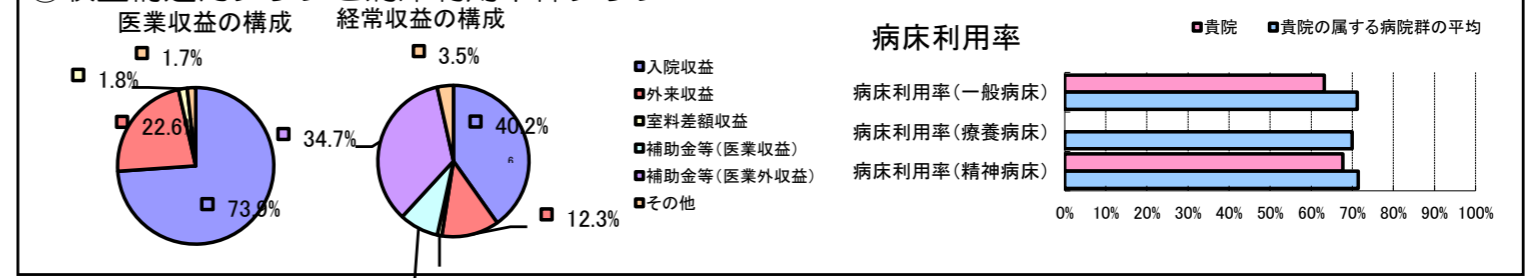 医業収益の構成
1.7%
1.8%
22.6%
73.9%
経常収益の構成
3.5%
34.7%
40.2%
12.3%
入院収益
外来収益
室料差額収益
補助金等(医業収益)
補助金等(医業外収益)
その他
病床利用率
貴院 貴院の属する病院群の平均
病床利用率(一般病床)
病床利用率(療養病床)
病床利用率(精神病床)
0% 10% 20% 30% 40% 50% 60% 70% 80% 90% 100%